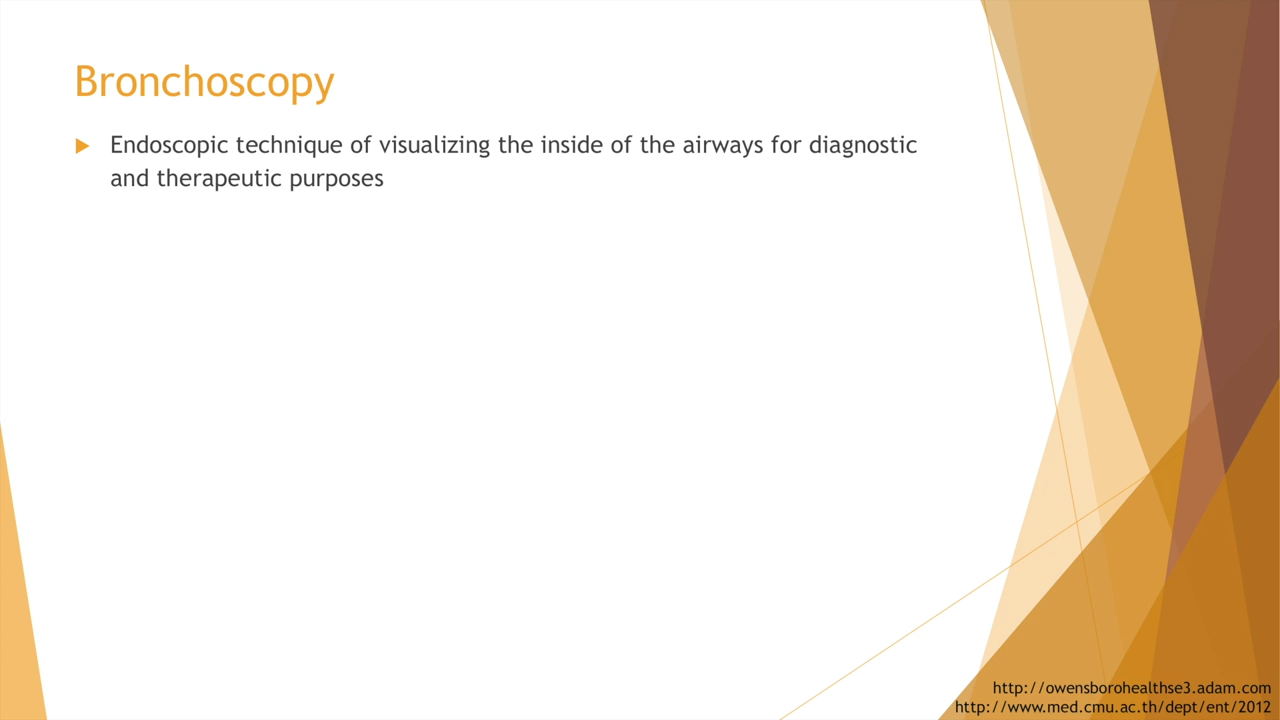 Bronchoscopy
Endoscopic technique of visualizing the inside of the airways for diagnostic
and therapeutic purposes
http://owensborohealthse3.adam.com
http://www.med.cmu.ac.th/dept/ent/2012